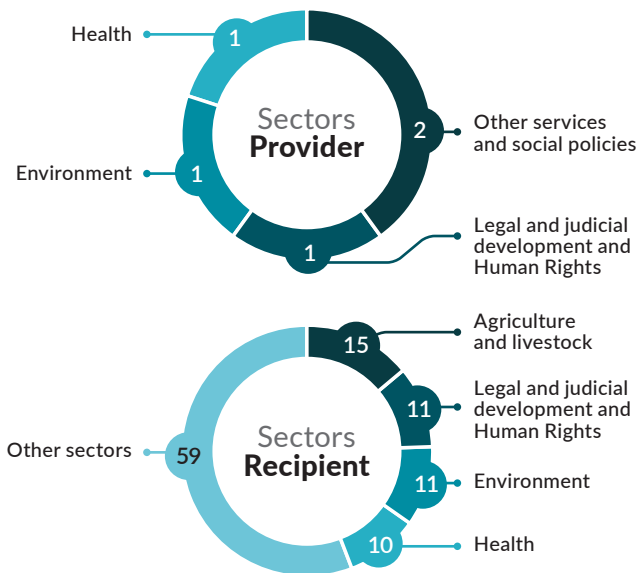 Health
1
Sectors
Provider
2
Other services
and social policies
Environment
1
1
Legal and judicial
development and
Human Rights
Agriculture
and livestock
15
Legal and judicial
development and
Human Rights
11
Other sectors
59
Sectors
Recipient
11
Environment
10
Health